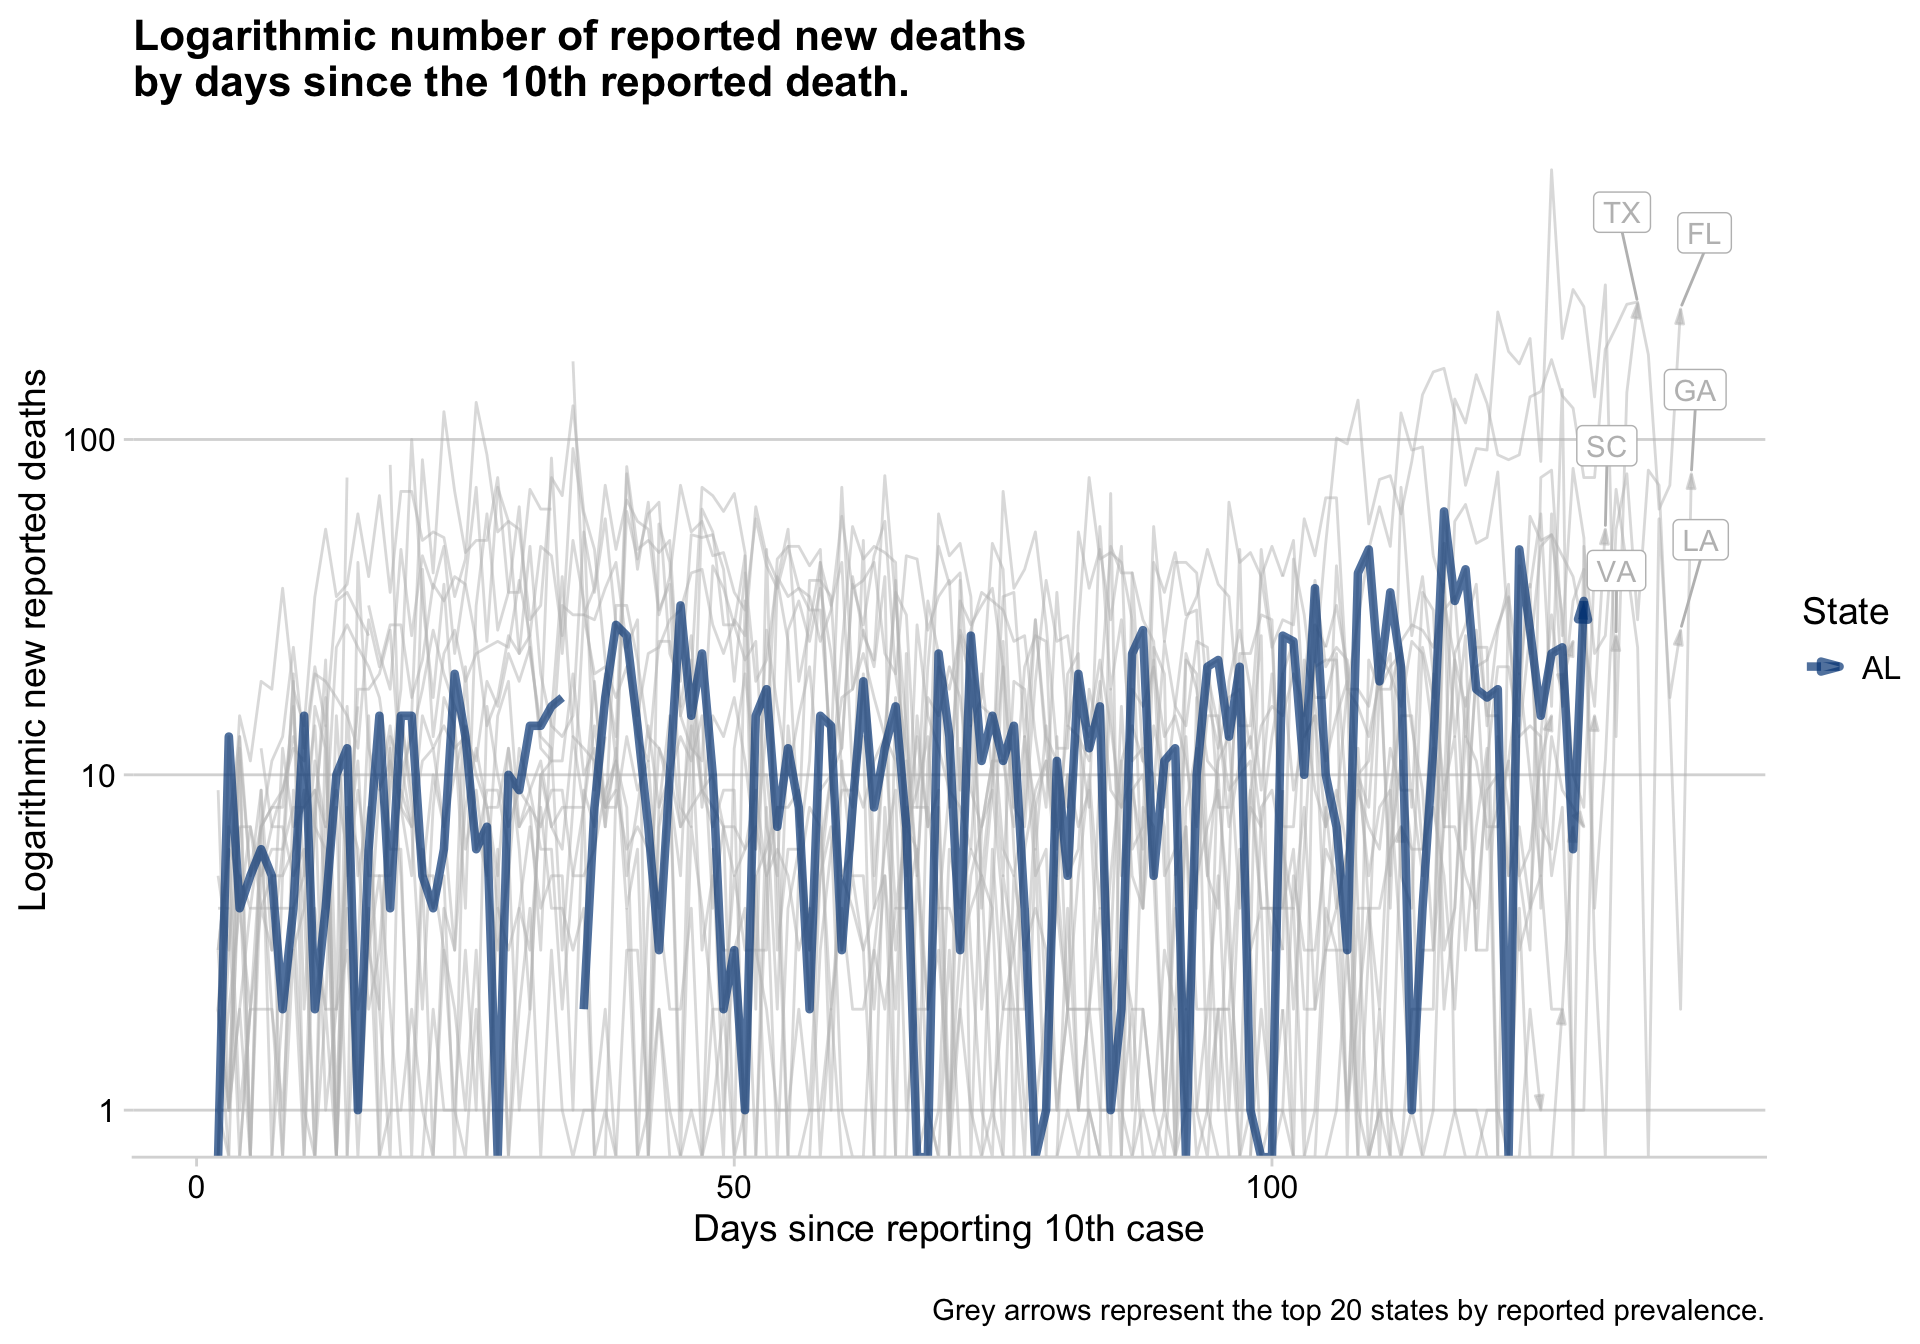 Logarithmic number of reported new deaths
by days since the 10th reported death.
TX
FL
GA
SC
LA
VA
Logarithmic new reported deaths
100
10
1
0
50
100
Days since reporting 10th case
State
AL
Grey arrows represent the top 20 states by reported prevalence.